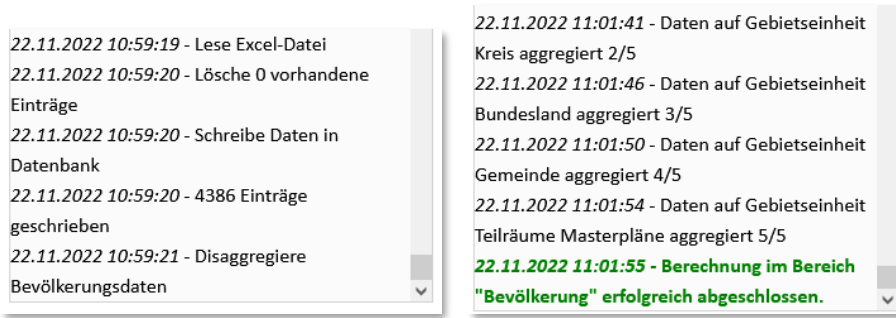 22.11.2022 10:59:19 - Lese Excel-Datei
22.11.2022 10:59:20 - Lösche 0 vorhandene
Einträge
22.11.2022 10:59:20 - Schreibe Daten in
Datenbank
22.11.2022 10:59:20 - 4386 Einträge
geschrieben
22.11.2022 10:59:21 - Disaggregiere
Bevölkerungsdaten
22.11.2022 11:01:41 - Daten auf Gebietseinheit
Kreis aggregiert 2/5
22.11.2022 11:01:46 - Daten auf Gebietseinheit
Bundesland aggregiert 3/5
22.11.2022 11:01:50 - Daten auf Gebietseinheit
Gemeinde aggregiert 4/5
22.11.2022 11:01:54 - Daten auf Gebietseinheit
Teilräume Masterpläne aggregiert 5/5
22.11.2022 11:01:55 - Berechnung im Bereich
"Bevölkerung" erfolgreich abgeschlossen.